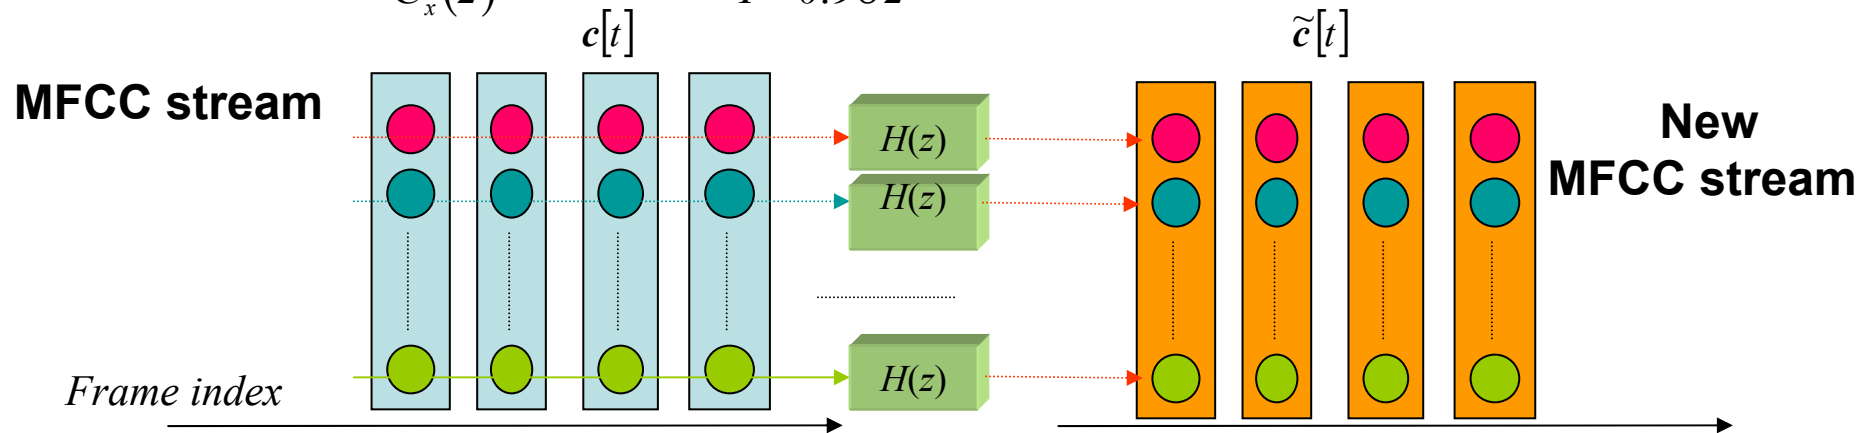 c[t]
c̃[t]
MFCC stream
H(z)
New
MFCC stream
H(z)
H(z)
Frame index